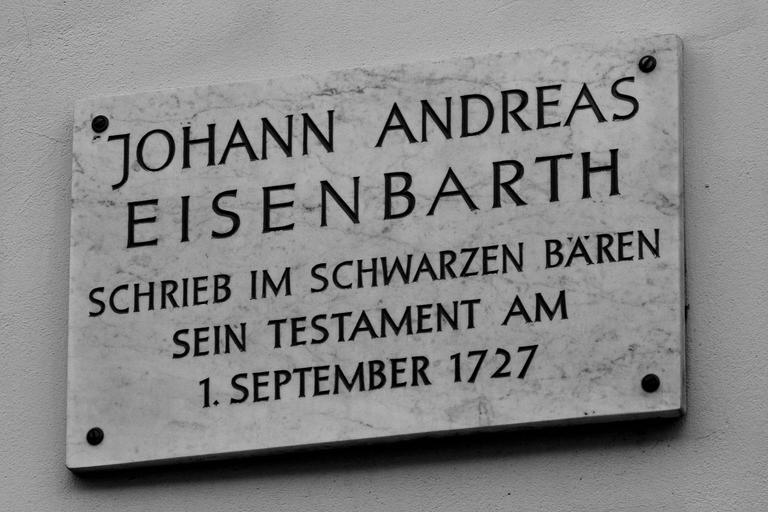 JOHANN ANDREAS
EISENBARTH
SCHRIEB IM SCHWARZEN BÄREN
SEIN TESTAMENT AM
1. SEPTEMBER 1727